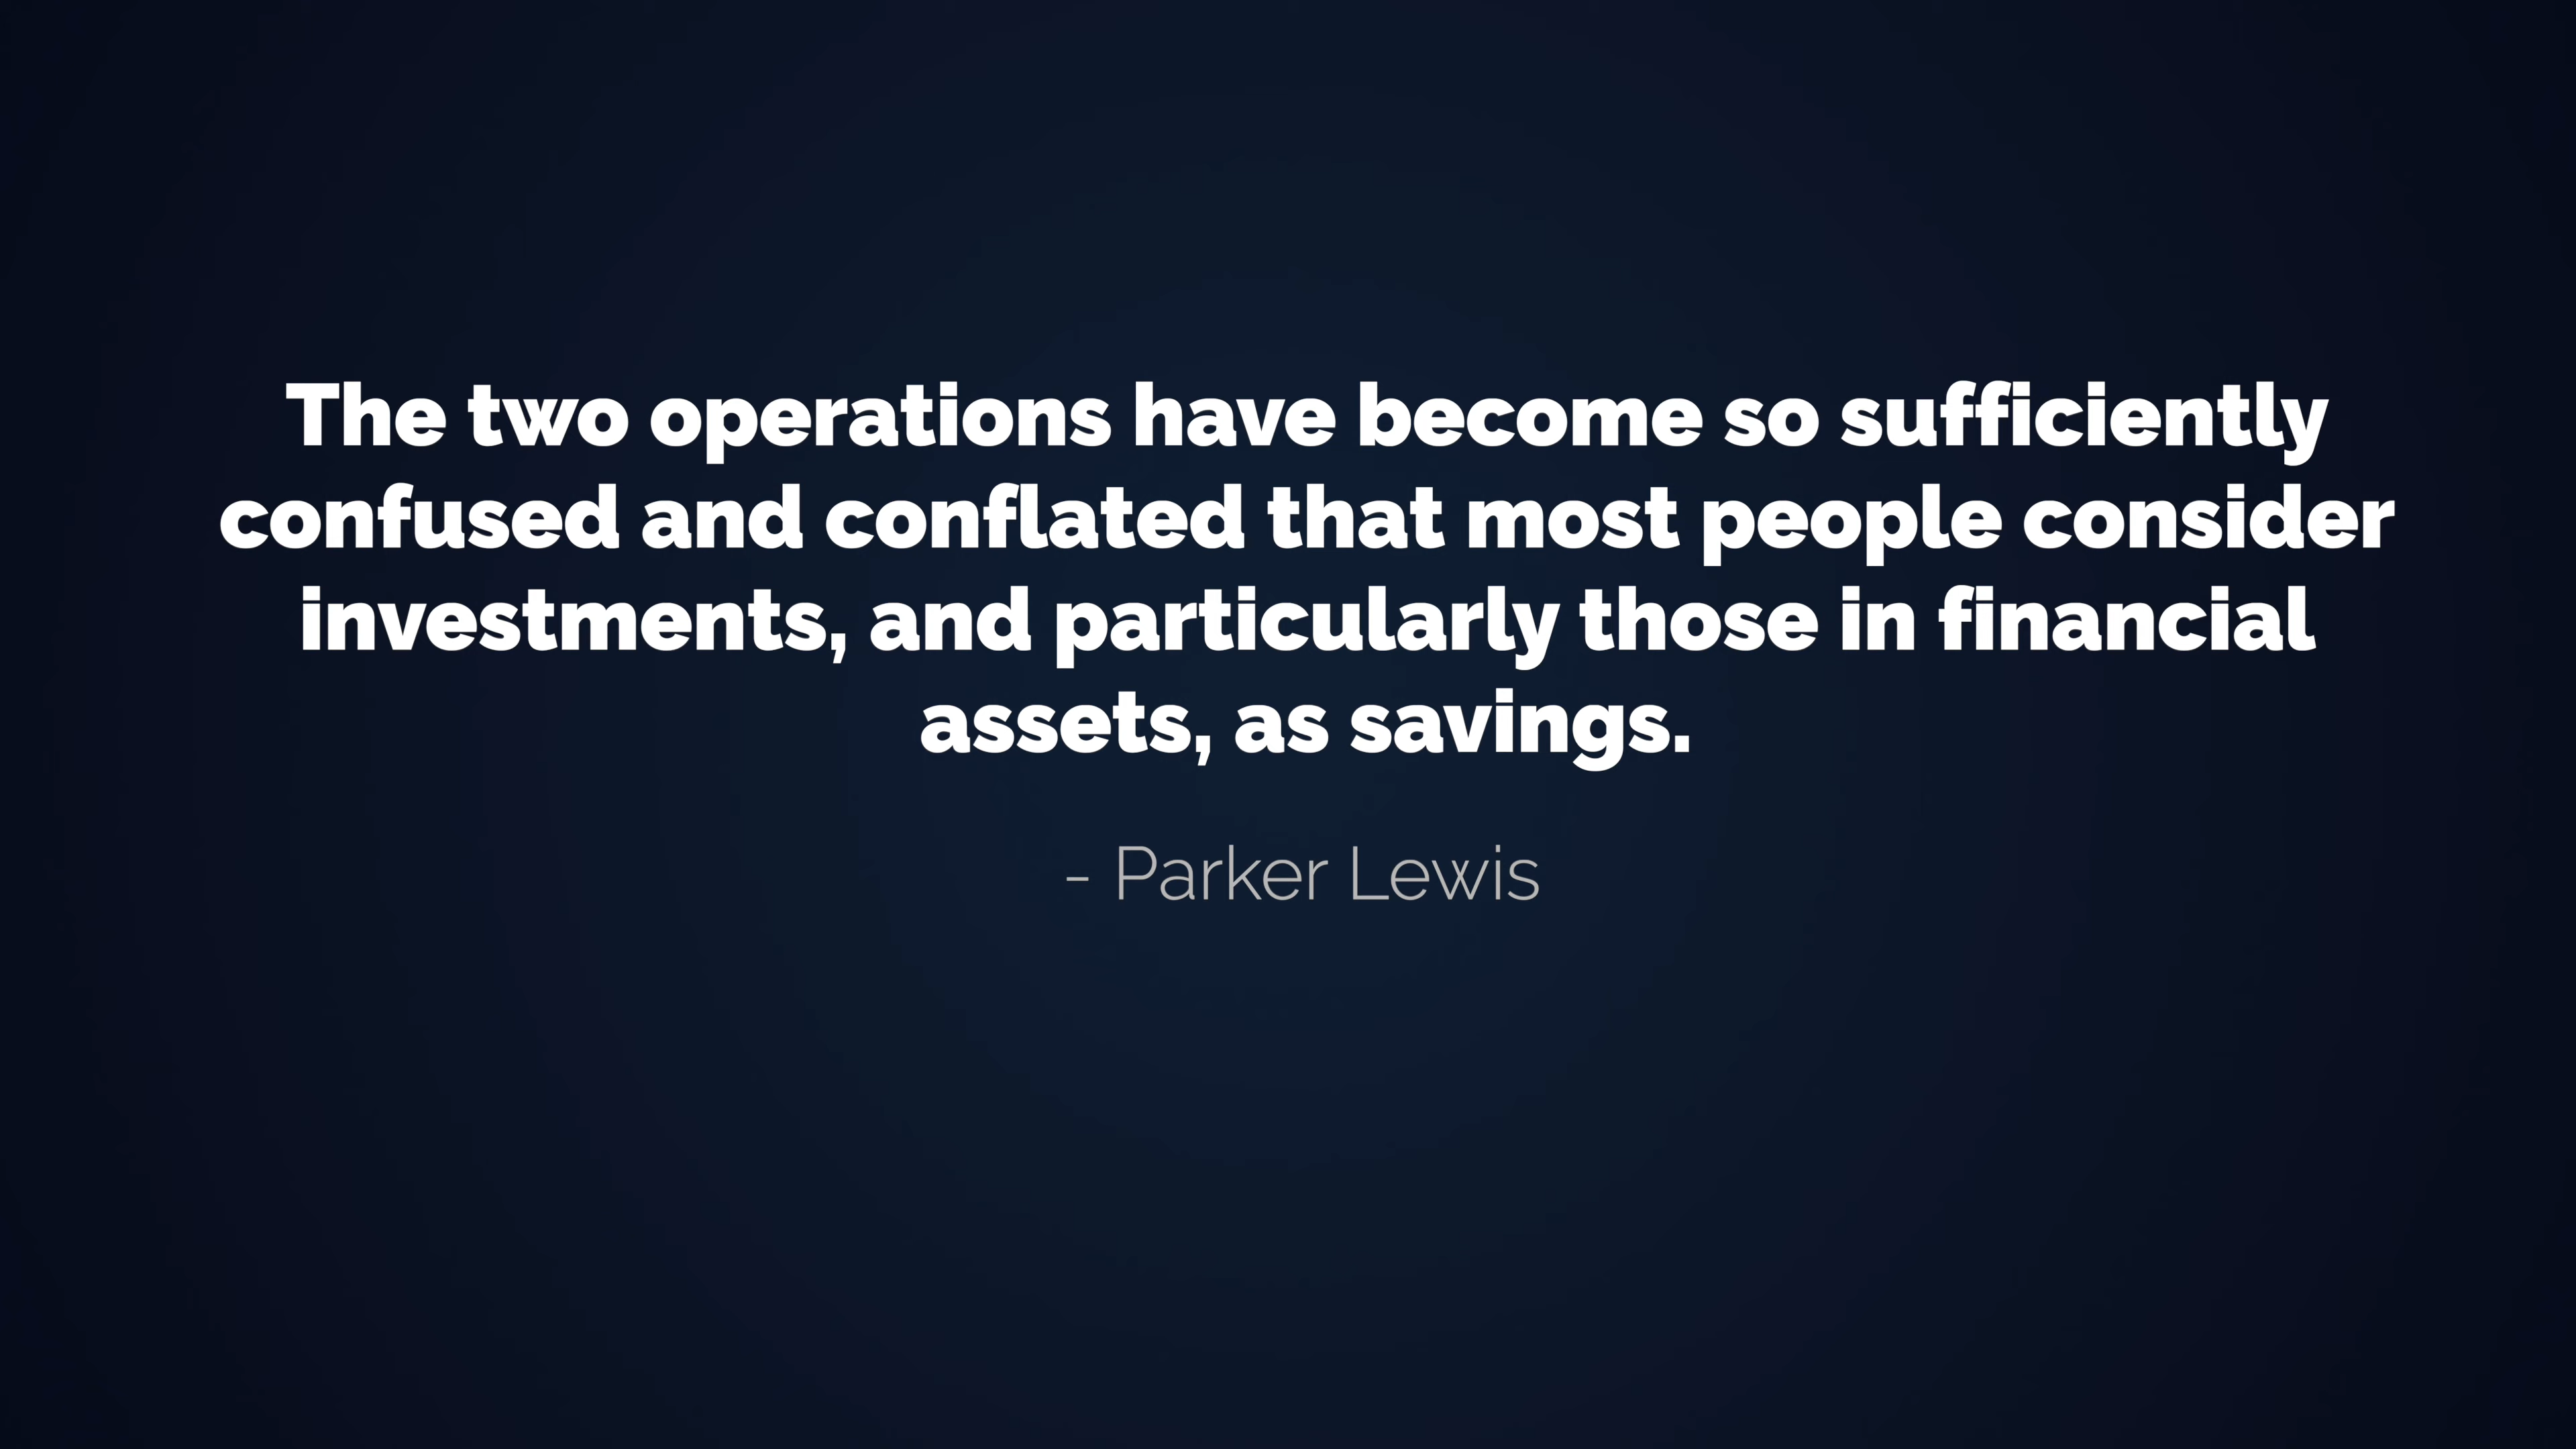 The two operations have become so sufficiently
confused and conflated that most people consider
investments, and particularly those in financial
assets, as savings.
- Parker Lewis